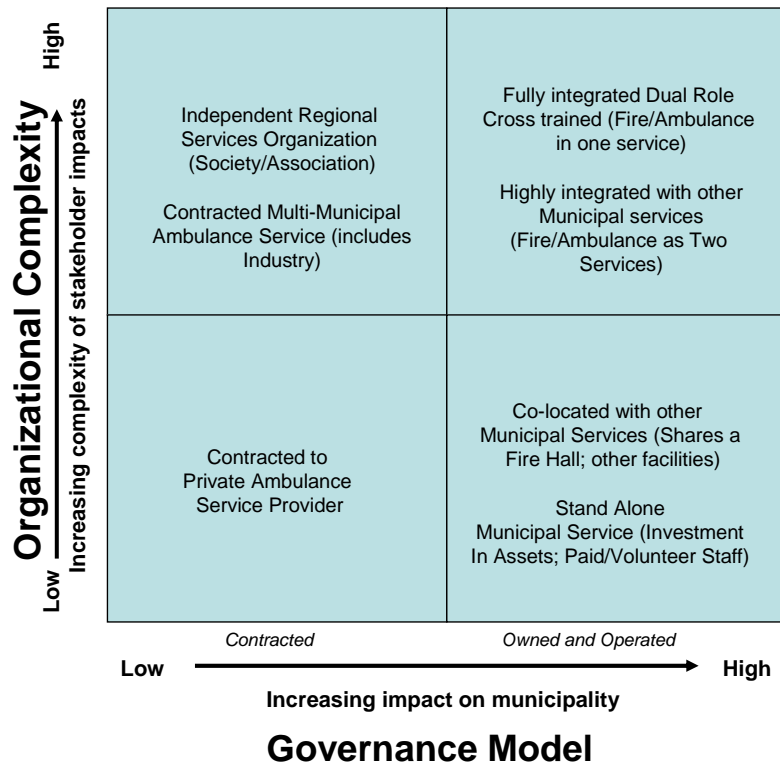 Organizational Complexity
Increasing complexity of stakeholder impacts
High
Low
Independent Regional
Services Organization
(Society/Association)
Contracted Multi-Municipal
Ambulance Service (includes
Industry)
Fully integrated Dual Role
Cross trained (Fire/Ambulance
in one service)
Highly integrated with other
Municipal services
(Fire/Ambulance as Two
Services)
Contracted to
Private Ambulance
Service Provider
Co-located with other
Municipal Services (Shares a
Fire Hall; other facilities)
Stand Alone
Municipal Service (Investment
In Assets; Paid/Volunteer Staff)
Contracted
Owned and Operated
Low
High
Increasing impact on municipality
Governance Model